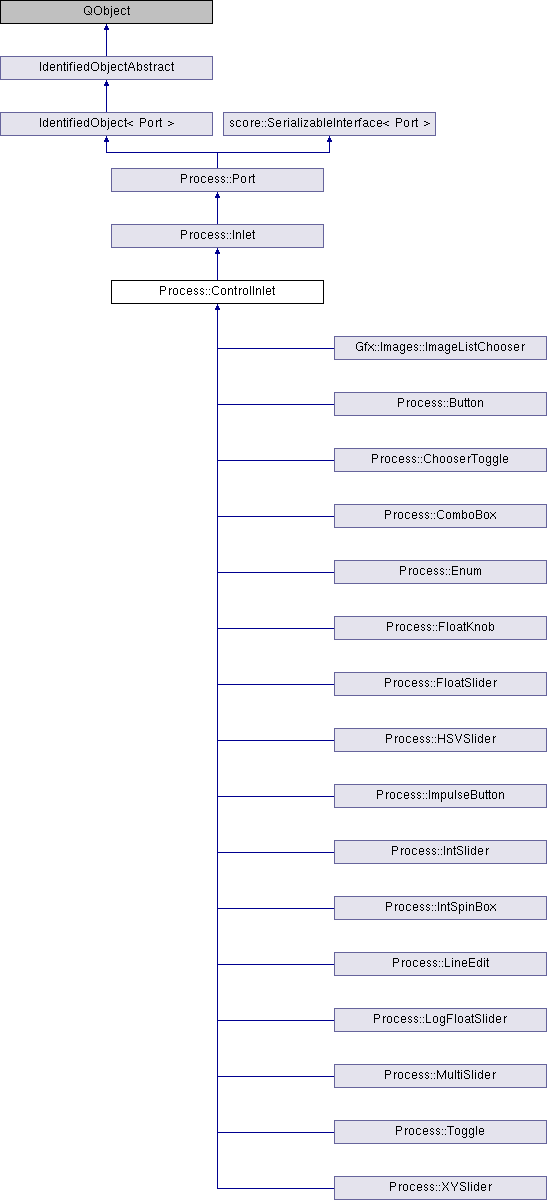 QObject
IdentifiedObjectAbstract
IdentifiedObject< Port >
score::SerializableInterface< Port >
Process::Port
Process::Inlet
Process::ControlInlet
Gfx::Images::ImageListChooser
Process::Button
Process::ChooserToggle
Process::ComboBox
Process::Enum
Process::FloatKnob
Process::FloatSlider
Process::HSVSlider
Process::ImpulseButton
Process::IntSlider
Process::IntSpinBox
Process::LineEdit
Process::LogFloatSlider
Process::MultiSlider
Process::Toggle
Process::XYSlider